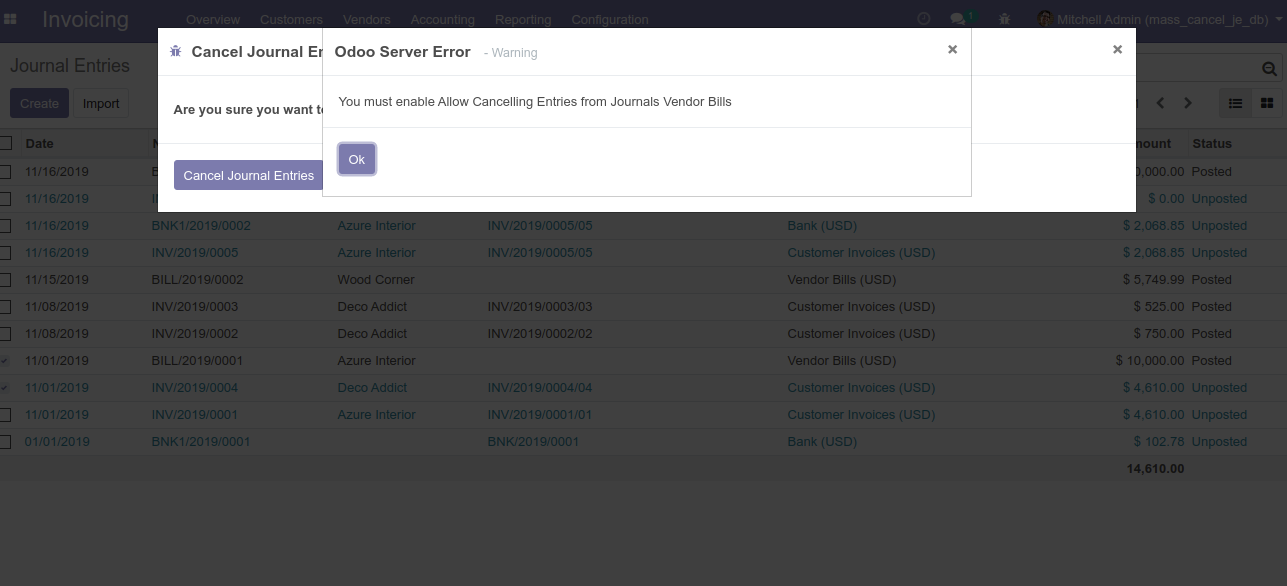 Invoicing Overview Customers Vendors Accounting Reporting Configuration 1 Mitchell Admin (mass_cancel_je_db)
Cancel Journal Er
Odoo Server Error - Warning
Journal Entries
Are you sure you want t
You must enable Allow Cancelling Entries from Journals Vendor Bills
Create Import
Ok
Cancel Journal Entries
Date ount Status
11/16/2019 0,000.00 Posted
11/16/2019 $ 0.00 Unposted
11/16/2019 BNK1/2019/0002 Azure Interior INV/2019/0005/05 Bank (USD) $ 2,068.85 Unposted
11/16/2019 INV/2019/0005 Azure Interior INV/2019/0005/05 Customer Invoices (USD) $ 2,068.85 Unposted
11/15/2019 BILL/2019/0002 Wood Corner Vendor Bills (USD) $ 5,749.99 Posted
11/08/2019 INV/2019/0003 Deco Addict INV/2019/0003/03 Customer Invoices (USD) $ 525.00 Posted
11/08/2019 INV/2019/0002 Deco Addict INV/2019/0002/02 Customer Invoices (USD) $ 750.00 Posted
11/01/2019 BILL/2019/0001 Azure Interior Vendor Bills (USD) $ 10,000.00 Posted
11/01/2019 INV/2019/0004 Deco Addict INV/2019/0004/04 Customer Invoices (USD) $ 4,610.00 Unposted
11/01/2019 INV/2019/0001 Azure Interior INV/2019/0001/01 Customer Invoices (USD) $ 4,610.00 Unposted
01/01/2019 BNK1/2019/0001 BNK/2019/0001 Bank (USD) $ 102.78 Unposted
14,610.00